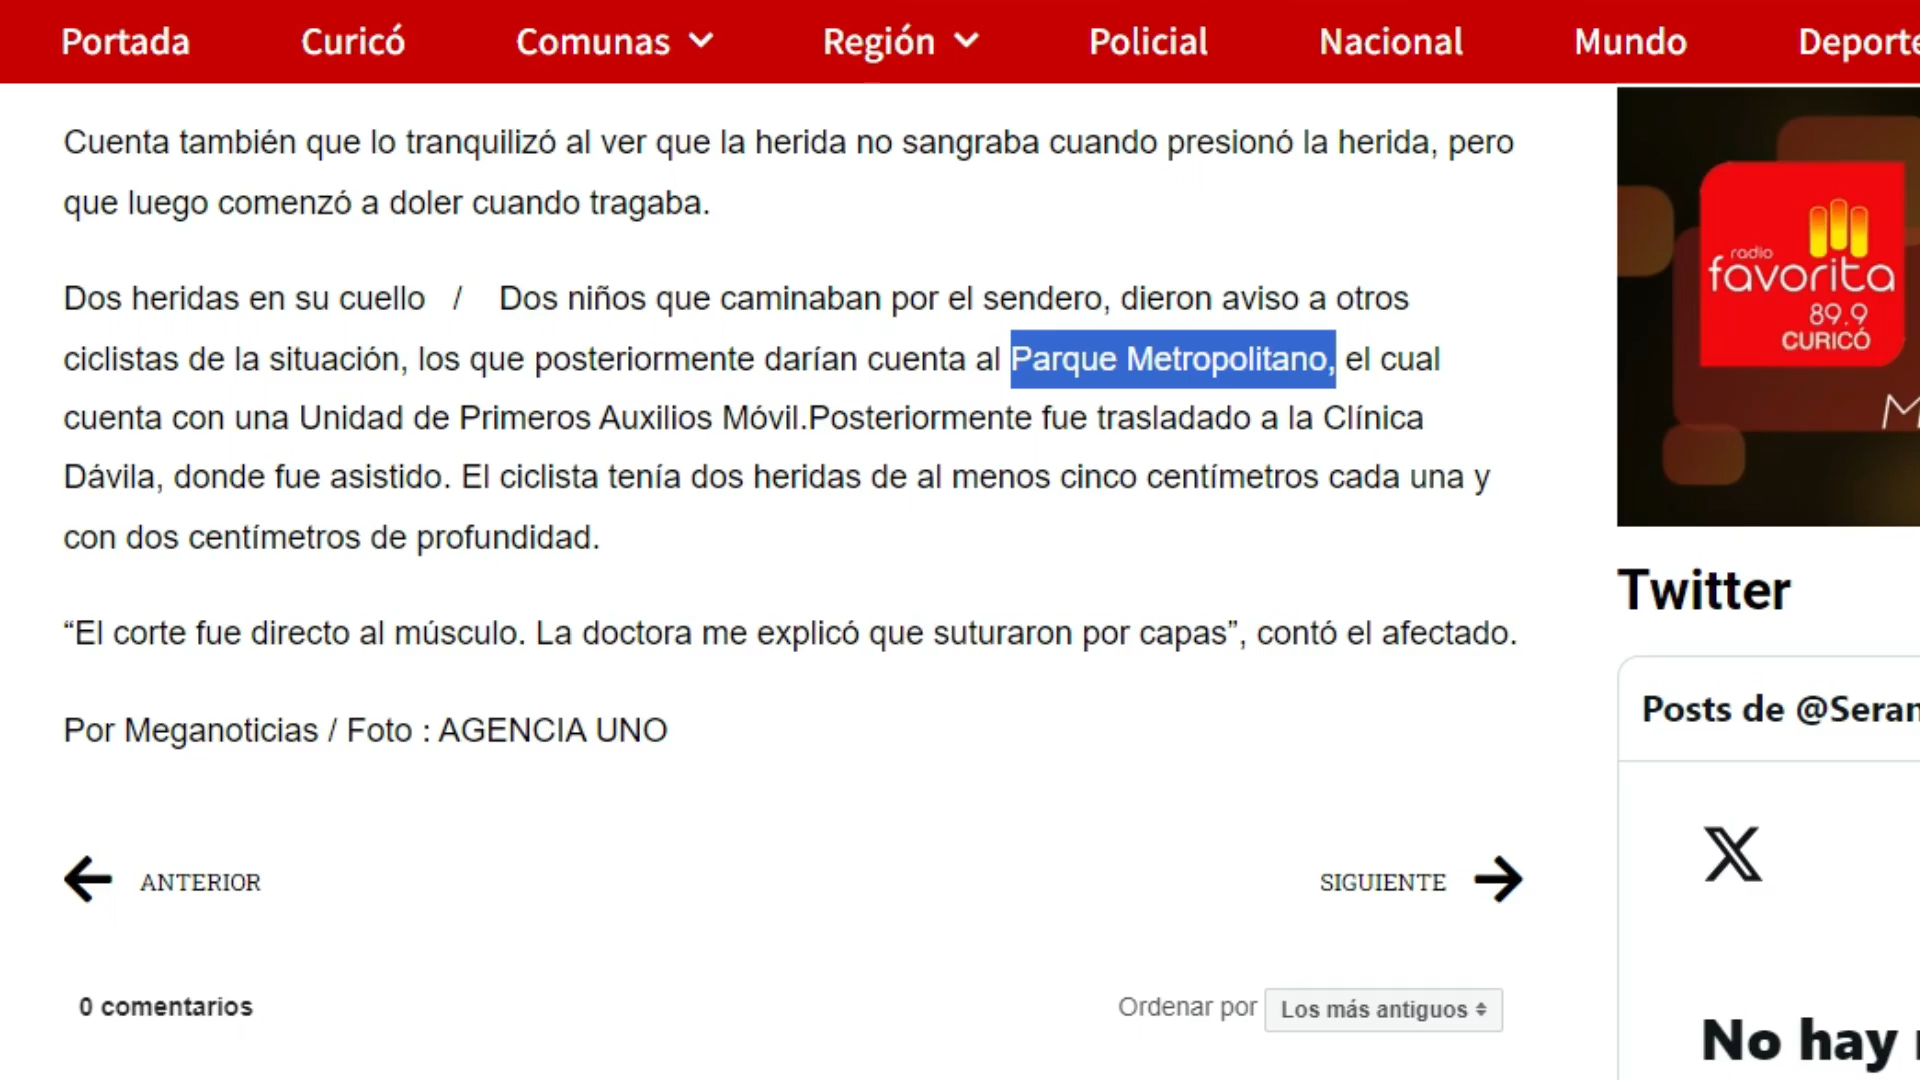 Portada Curicó Comunas Región Policial Nacional Mundo Deporte
Cuenta también que lo tranquilizó al ver que la herida no sangraba cuando presionó la herida, pero
que luego comenzó a doler cuando tragaba.
Dos heridas en su cuello / Dos niños que caminaban por el sendero, dieron aviso a otros
ciclistas de la situación, los que posteriormente darían cuenta al Parque Metropolitano, el cual
cuenta con una Unidad de Primeros Auxilios Móvil.Posteriormente fue trasladado a la Clínica
Dávila, donde fue asistido. El ciclista tenía dos heridas de al menos cinco centímetros cada una y
con dos centímetros de profundidad.
“El corte fue directo al músculo. La doctora me explicó que suturaron por capas”, contó el afectado.
Por Meganoticias / Foto : AGENCIA UNO
ANTERIOR
SIGUIENTE
0 comentarios
Ordenar por Los más antiguos
radio
favorita
89.9
CURICÓ
M
Twitter
Posts de @Seran
No hay